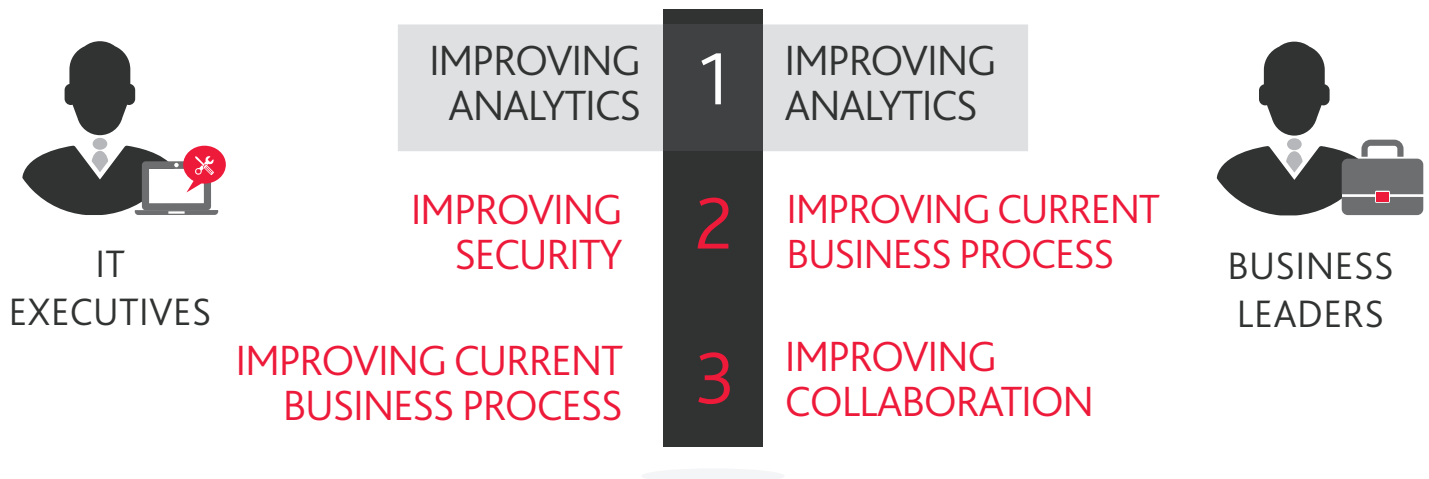 IMPROVING
ANALYTICS
1
IMPROVING
ANALYTICS
IMPROVING
SECURITY
2
IMPROVING CURRENT
BUSINESS PROCESS
IMPROVING CURRENT
BUSINESS PROCESS
3
IMPROVING
COLLABORATION
IT
EXECUTIVES
BUSINESS
LEADERS